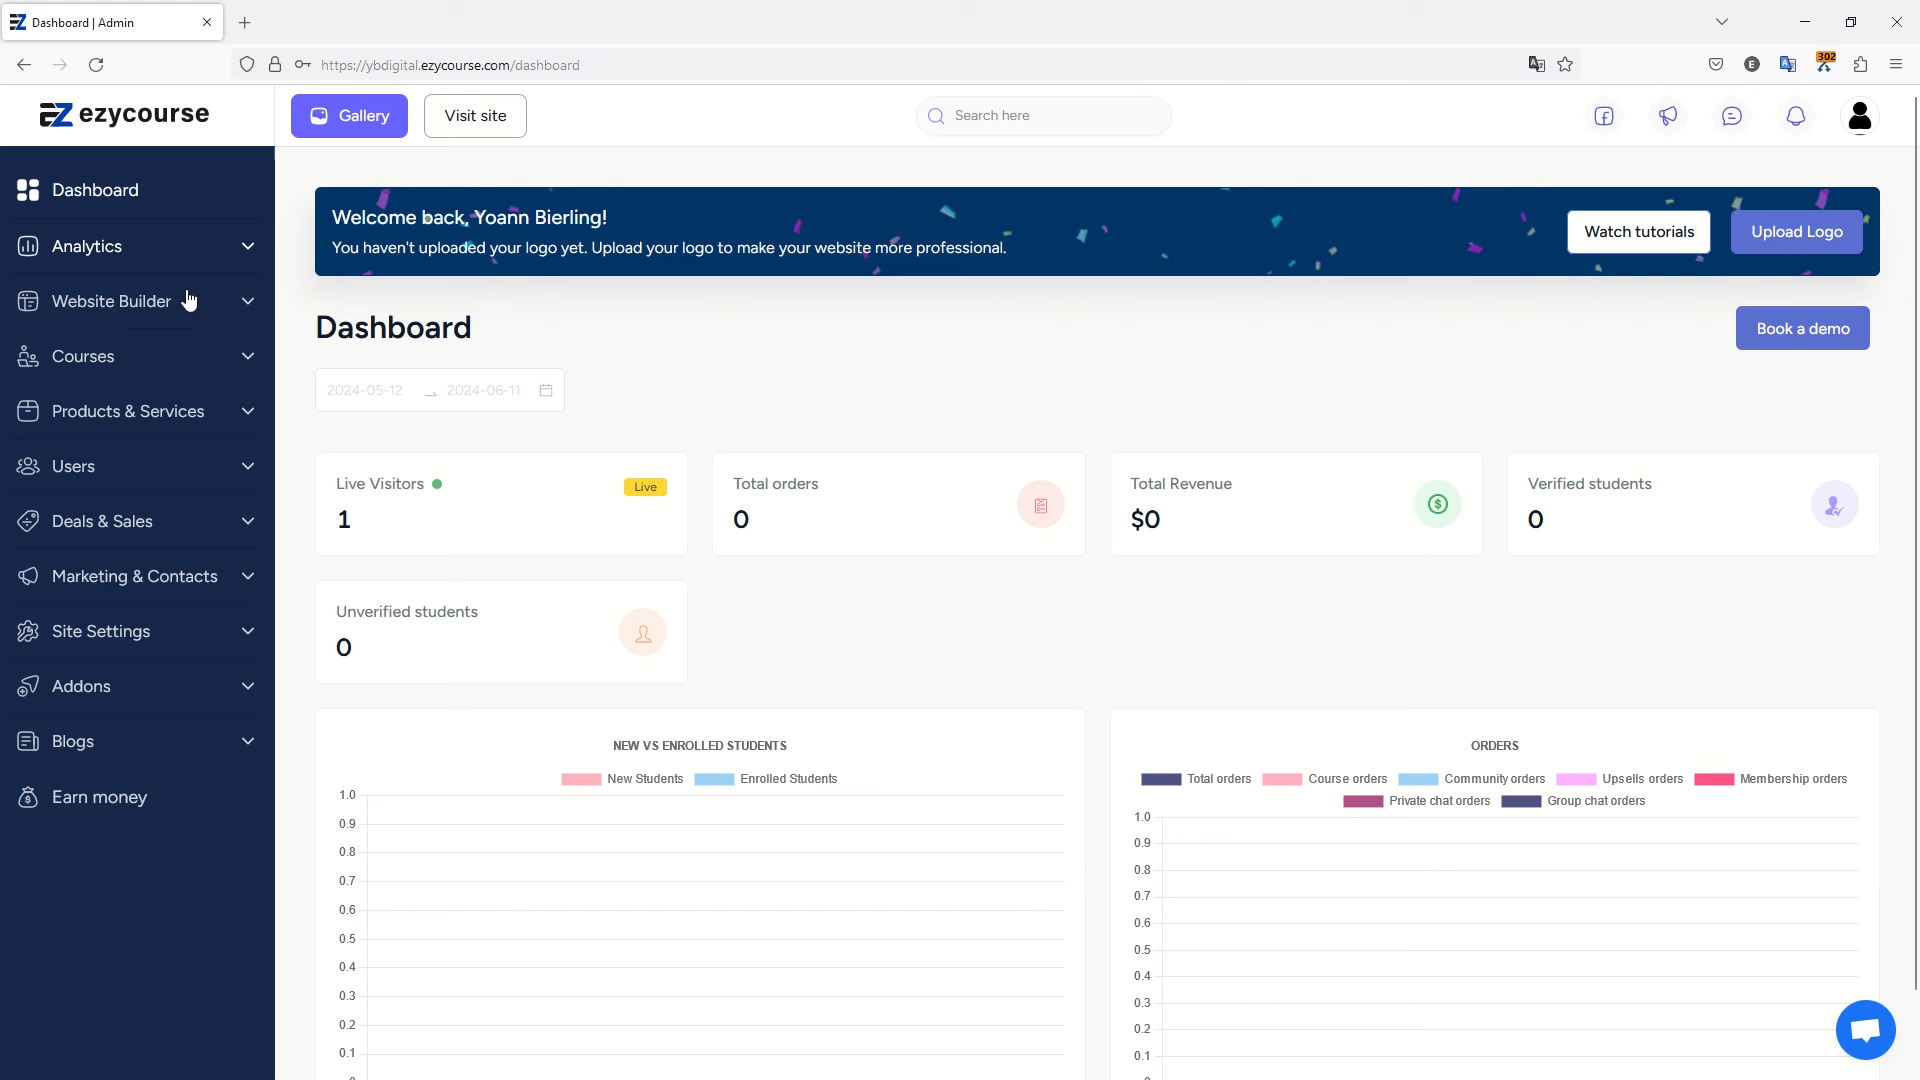 Dashboard | Admin
https://ybdigital.ezycourse.com/dashboard
302
E
ezycourse
Gallery
Visit site
Search here
Dashboard
Analytics
Website Builder
Courses
Products & Services
Users
Deals & Sales
Marketing & Contacts
Site Settings
Addons
Blogs
Earn money
Welcome back, Yoann Bierling!
You haven't uploaded your logo yet. Upload your logo to make your website more professional.
Watch tutorials
Upload Logo
Dashboard
Book a demo
2024-05-12 → 2024-06-11
Live Visitors
Live
1
Total orders
0
Total Revenue
$0
Verified students
0
Unverified students
0
NEW VS ENROLLED STUDENTS
New Students Enrolled Students
1.0
0.9
0.8
0.7
0.6
0.5
0.4
0.3
0.2
0.1
ORDERS
Total orders Course orders Community orders Upsells orders Membership orders
Private chat orders Group chat orders
1.0
0.9
0.8
0.7
0.6
0.5
0.4
0.3
0.2
0.1